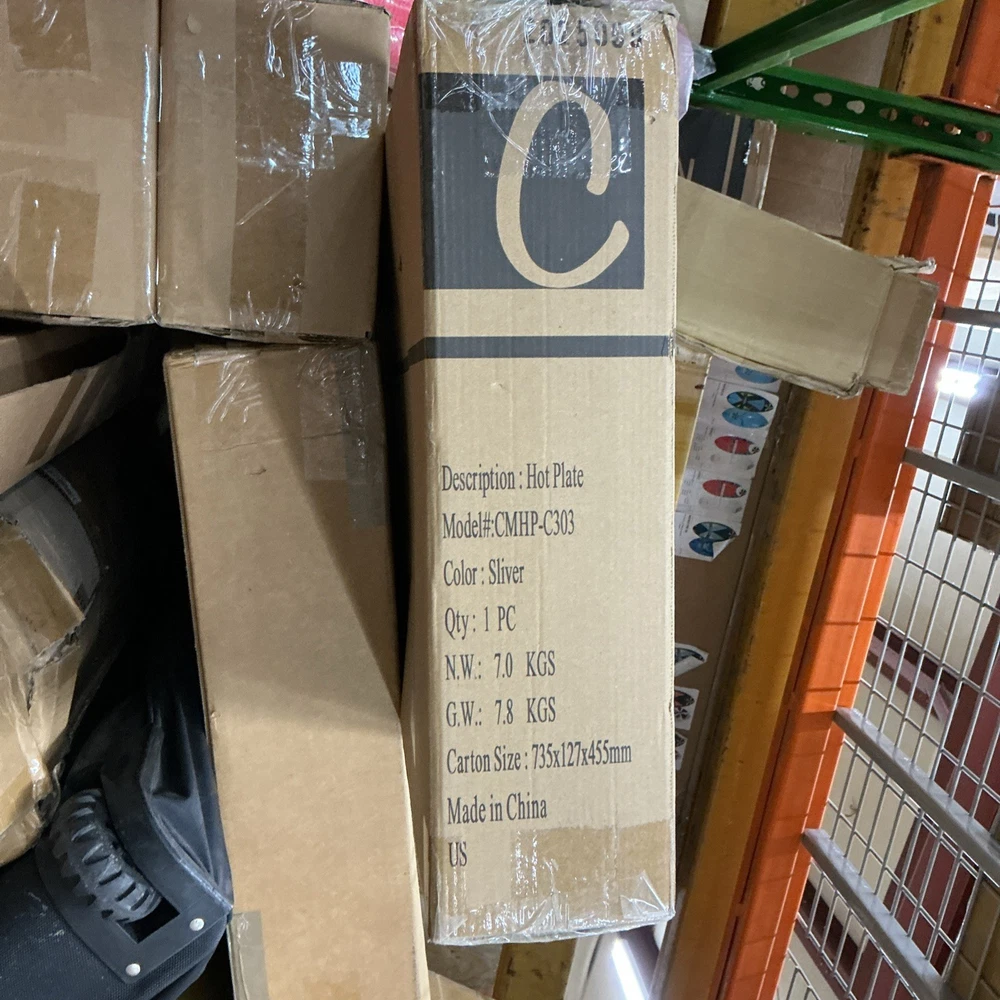 C
Description : Hot Plate
Model#:CMHP-C303
Color : Sliver
Qty : 1 PC
N.W.: 7.0 KGS
G.W.: 7.8 KGS
Carton Size : 735x127x455mm
Made in China
US